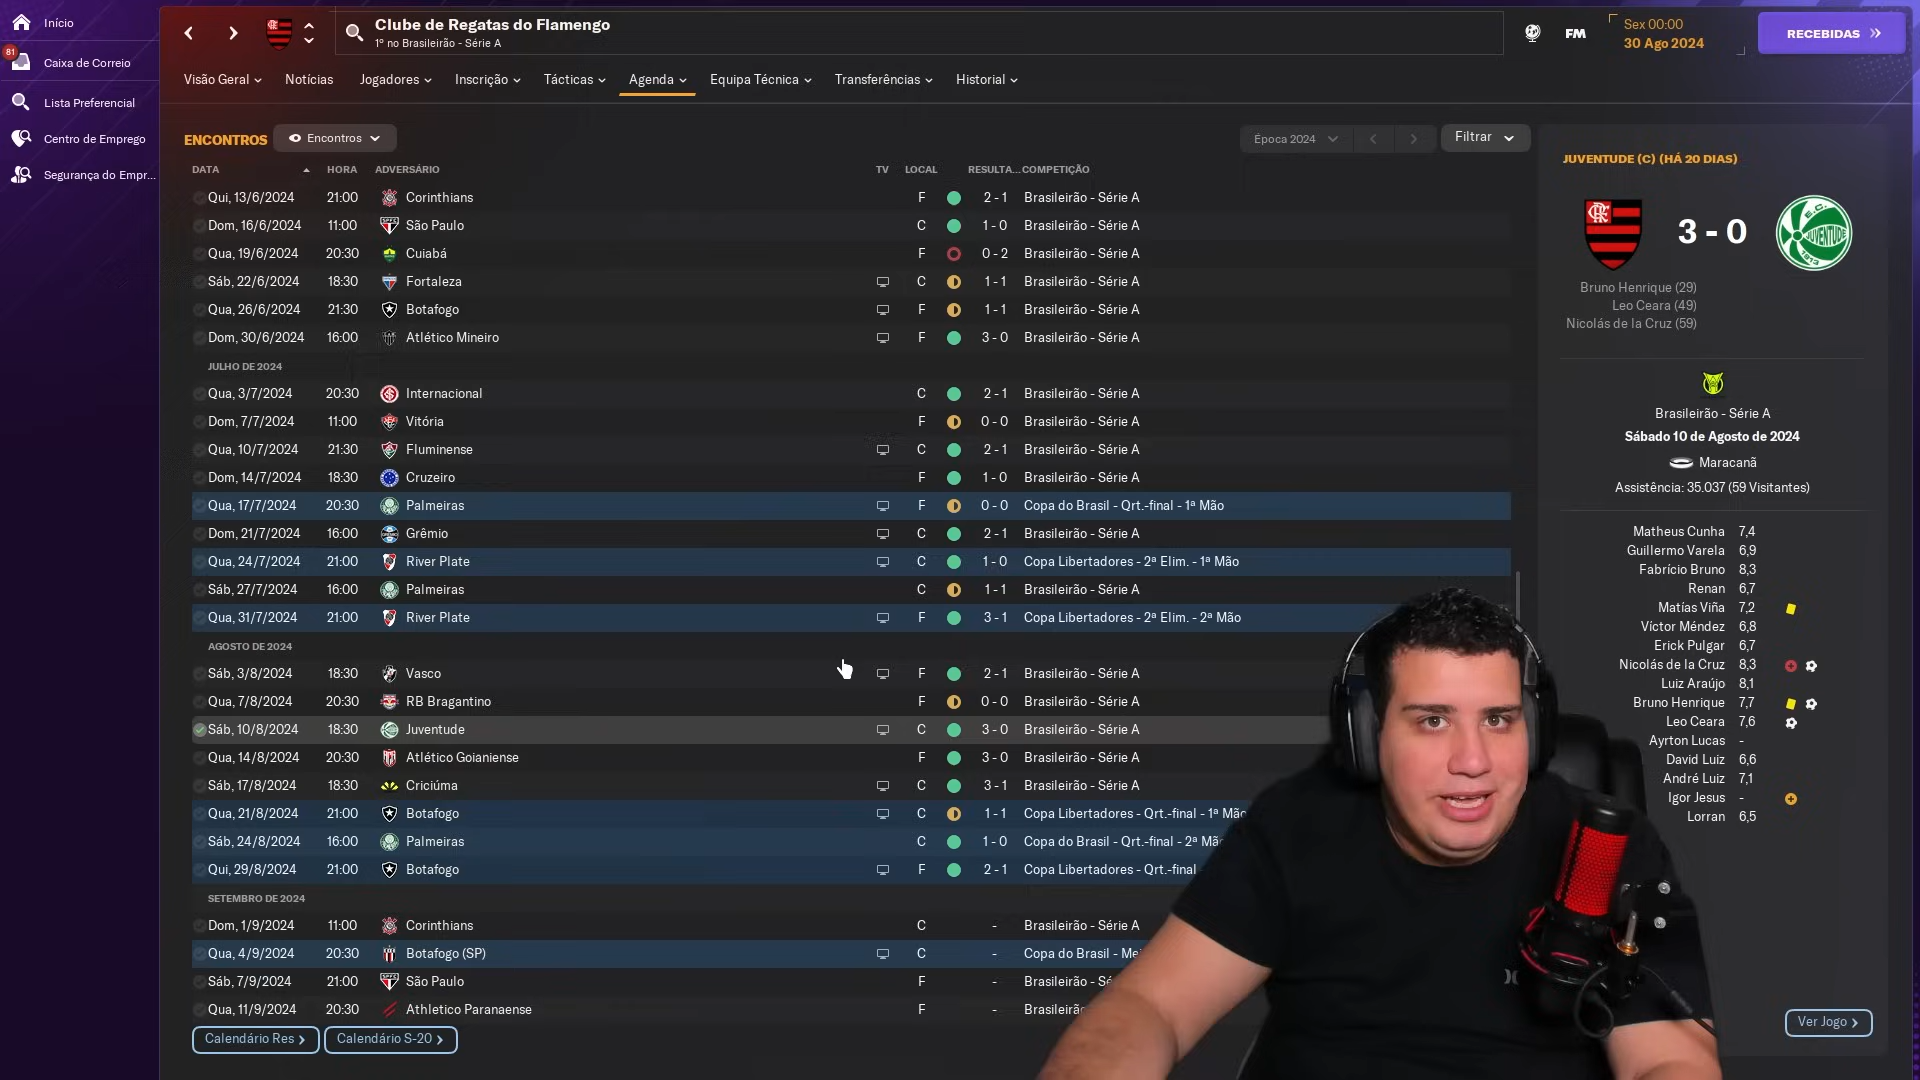 Início
81
Caixa de Correio
Lista Preferencial
Centro de Emprego
Segurança do Empr...
Clube de Regatas do Flamengo
1º no Brasileirão - Série A
FM
Sex 00:00
30 Ago 2024
RECEBIDAS
Visão Geral Notícias Jogadores Inscrição Tácticas Agenda Equipa Técnica Transferências Historial
ENCONTROS Encontros Época 2024 Filtrar
DATA HORA ADVERSÁRIO TV LOCAL RESULTA... COMPETIÇÃO
Qui, 13/6/2024 21:00 Corinthians F 2 - 1 Brasileirão - Série A
Dom, 16/6/2024 11:00 São Paulo C 1 - 0 Brasileirão - Série A
Qua, 19/6/2024 20:30 Cuiabá F 0 - 2 Brasileirão - Série A
Sáb, 22/6/2024 18:30 Fortaleza C 1 - 1 Brasileirão - Série A
Qua, 26/6/2024 21:30 Botafogo F 1 - 1 Brasileirão - Série A
Dom, 30/6/2024 16:00 Atlético Mineiro F 3 - 0 Brasileirão - Série A
JULHO DE 2024
Qua, 3/7/2024 20:30 Internacional C 2 - 1 Brasileirão - Série A
Dom, 7/7/2024 11:00 Vitória F 0 - 0 Brasileirão - Série A
Qua, 10/7/2024 21:30 Fluminense C 2 - 1 Brasileirão - Série A
Dom, 14/7/2024 18:30 Cruzeiro F 1 - 0 Brasileirão - Série A
Qua, 17/7/2024 20:30 Palmeiras F 0 - 0 Copa do Brasil - Qrt.-final - 1ª Mão
Dom, 21/7/2024 16:00 Grêmio C 2 - 1 Brasileirão - Série A
Qua, 24/7/2024 21:00 River Plate C 1 - 0 Copa Libertadores - 2ª Elim. - 1ª Mão
Sáb, 27/7/2024 16:00 Palmeiras C 1 - 1 Brasileirão - Série A
Qua, 31/7/2024 21:00 River Plate F 3 - 1 Copa Libertadores - 2ª Elim. - 2ª Mão
AGOSTO DE 2024
Sáb, 3/8/2024 18:30 Vasco F 2 - 1 Brasileirão - Série A
Qua, 7/8/2024 20:30 RB Bragantino F 0 - 0 Brasileirão - Série A
Sáb, 10/8/2024 18:30 Juventude C 3 - 0 Brasileirão - Série A
Qua, 14/8/2024 20:30 Atlético Goianiense F 3 - 0 Brasileirão - Série A
Sáb, 17/8/2024 18:30 Criciúma C 3 - 1 Brasileirão - Série A
Qua, 21/8/2024 21:00 Botafogo C 1 - 1 Copa Libertadores - Qrt.-final - 1ª Mão
Sáb, 24/8/2024 16:00 Palmeiras C 1 - 0 Copa do Brasil - Qrt.-final - 2ª Mão
Qui, 29/8/2024 21:00 Botafogo F 2 - 1 Copa Libertadores - Qrt.-final
SETEMBRO DE 2024
Dom, 1/9/2024 11:00 Corinthians C - Brasileirão - Série A
Qua, 4/9/2024 20:30 Botafogo (SP) C - Copa do Brasil -
Sáb, 7/9/2024 21:00 São Paulo F - Brasileirão -
Qua, 11/9/2024 20:30 Athletico Paranaense F -
Calendário Res Calendário S-20
JUVENTUDE (C) (HÁ 20 DIAS)
3 - 0
E.C. JUVENTUDE 1913
Bruno Henrique (29)
Leo Ceara (49)
Nicolás de la Cruz (59)
Brasileirão - Série A
Sábado 10 de Agosto de 2024
Maracanã
Assistência: 35.037 (59 Visitantes)
Matheus Cunha 7,4
Guillermo Varela 6,9
Fabrício Bruno 8,3
Renan 6,7
Matías Viña 7,2
Víctor Méndez 6,8
Erick Pulgar 6,7
Nicolás de la Cruz 8,3
Luiz Araújo 8,1
Bruno Henrique 7,7
Leo Ceara 7,6
Ayrton Lucas -
David Luiz 6,6
André Luiz 7,1
Igor Jesus -
Lorran 6,5
Ver Jogo